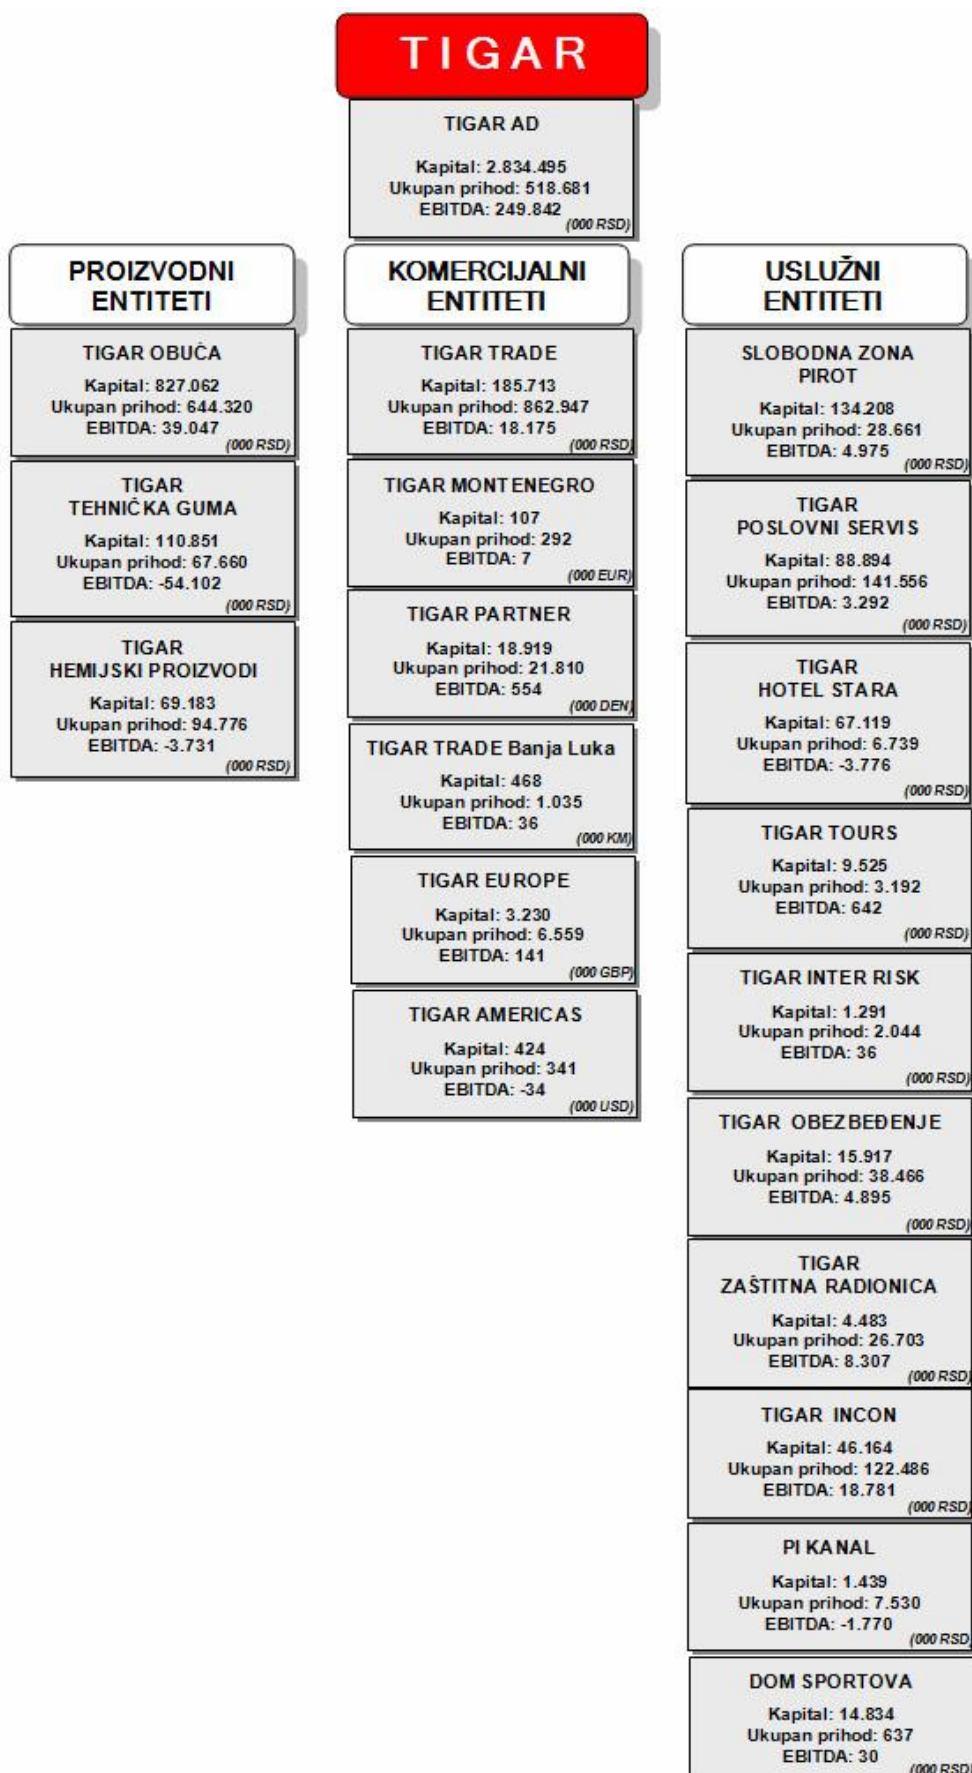 TIGAR
TIGAR AD
Kapital: 2.834.495
Ukupan prihod: 518.681
EBITDA: 249.842
(000 RSD)
PROIZVODNI
ENTITETI
TIGAR OBUĆA
Kapital: 827.062
Ukupan prihod: 644.320
EBITDA: 39.047
(000 RSD)
TIGAR
TEHNIČKA GUMA
Kapital: 110.851
Ukupan prihod: 67.660
EBITDA: -54.102
(000 RSD)
TIGAR
HEMIJSKI PROIZVODI
Kapital: 69.183
Ukupan prihod: 94.776
EBITDA: -3.731
(000 RSD)
KOMERCIJALNI
ENTITETI
TIGAR TRADE
Kapital: 185.713
Ukupan prihod: 862.947
EBITDA: 18.175
(000 RSD)
TIGAR MONTENEGRO
Kapital: 107
Ukupan prihod: 292
EBITDA: 7
(000 EUR)
TIGAR PARTNER
Kapital: 18.919
Ukupan prihod: 21.810
EBITDA: 554
(000 DEN)
TIGAR TRADE Banja Luka
Kapital: 468
Ukupan prihod: 1.035
EBITDA: 36
(000 KM)
TIGAR EUROPE
Kapital: 3.230
Ukupan prihod: 6.559
EBITDA: 141
(000 GBP)
TIGAR AMERICAS
Kapital: 424
Ukupan prihod: 341
EBITDA: -34
(000 USD)
USLUŽNI
ENTITETI
SLOBODNA ZONA
PIROT
Kapital: 134.208
Ukupan prihod: 28.661
EBITDA: 4.975
(000 RSD)
TIGAR
POSLOVNI SERVIS
Kapital: 88.894
Ukupan prihod: 141.556
EBITDA: 3.292
(000 RSD)
TIGAR
HOTEL STARA
Kapital: 67.119
Ukupan prihod: 6.739
EBITDA: -3.776
(000 RSD)
TIGAR TOURS
Kapital: 9.525
Ukupan prihod: 3.192
EBITDA: 642
(000 RSD)
TIGAR INTER RISK
Kapital: 1.291
Ukupan prihod: 2.044
EBITDA: 36
(000 RSD)
TIGAR OBEZBEĐENJE
Kapital: 15.917
Ukupan prihod: 38.466
EBITDA: 4.895
(000 RSD)
TIGAR
ZAŠTITNA RADIONICA
Kapital: 4.483
Ukupan prihod: 26.703
EBITDA: 8.307
(000 RSD)
TIGAR INCON
Kapital: 46.164
Ukupan prihod: 122.486
EBITDA: 18.781
(000 RSD)
PI KANAL
Kapital: 1.439
Ukupan prihod: 7.530
EBITDA: -1.770
(000 RSD
DOM SPORTOVA
Kapital: 14.834
Ukupan prihod: 637
EBITDA: 30
(000 RSD)